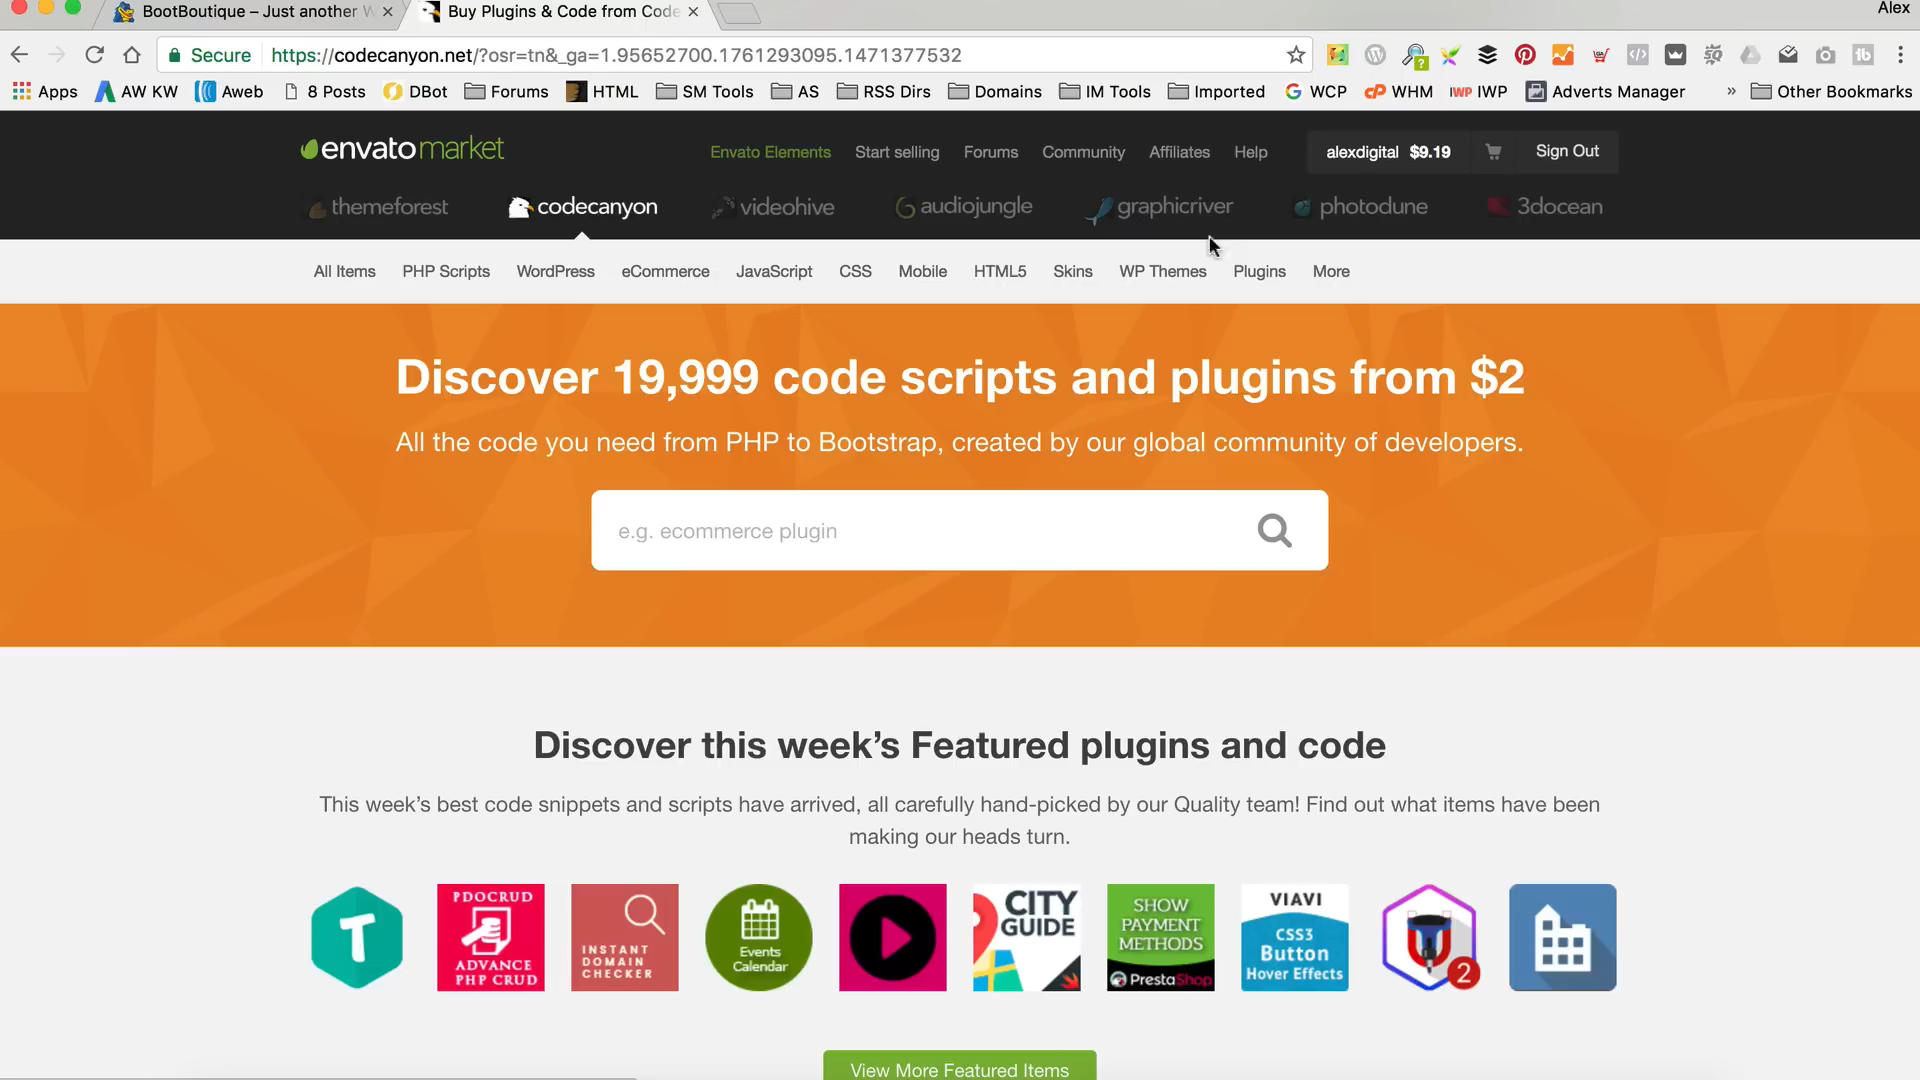 BootBoutique – Just another W
Buy Plugins & Code from Code
Alex
Secure
https://codecanyon.net/?osr=tn&_ga=1.95652700.1761293095.1471377532
Apps
AW KW
Aweb
8 Posts
DBot
Forums
HTML
SM Tools
AS
RSS Dirs
Domains
IM Tools
Imported
G WCP
cP WHM
IWP IWP
Adverts Manager
»
Other Bookmarks
envato market
Envato Elements
Start selling
Forums
Community
Affiliates
Help
alexdigital $9.19
Sign Out
themeforest
codecanyon
videohive
audiojungle
graphicriver
photodune
3docean
All Items
PHP Scripts
WordPress
eCommerce
JavaScript
CSS
Mobile
HTML5
Skins
WP Themes
Plugins
More
Discover 19,999 code scripts and plugins from $2
All the code you need from PHP to Bootstrap, created by our global community of developers.
e.g. ecommerce plugin
Discover this week’s Featured plugins and code
This week’s best code snippets and scripts have arrived, all carefully hand-picked by our Quality team! Find out what items have been
making our heads turn.
T
PDOCRUD
ADVANCE
PHP CRUD
INSTANT
DOMAIN
CHECKER
Events
Calendar
CITY
GUIDE
SHOW
PAYMENT
METHODS
PrestaShop
VIAVI
CSS3
Button
Hover Effects
2
View More Featured Items